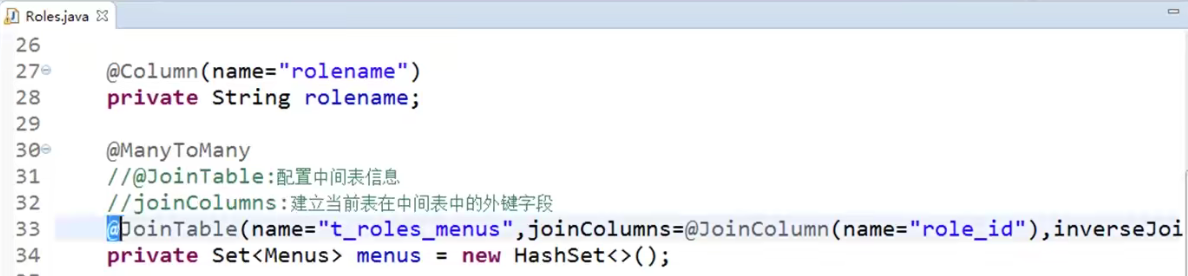 Roles.java
26
27 @Column(name="rolename")
28 private String rolename;
29
30 @ManyToMany
31 //@JoinTable:配置中间表信息
32 //joinColumns:建立当前表在中间表中的外键字段
33 @JoinTable(name="t_roles_menus",joinColumns=@JoinColumn(name="role_id"),inverseJoi
34 private Set<Menus> menus = new HashSet<>();